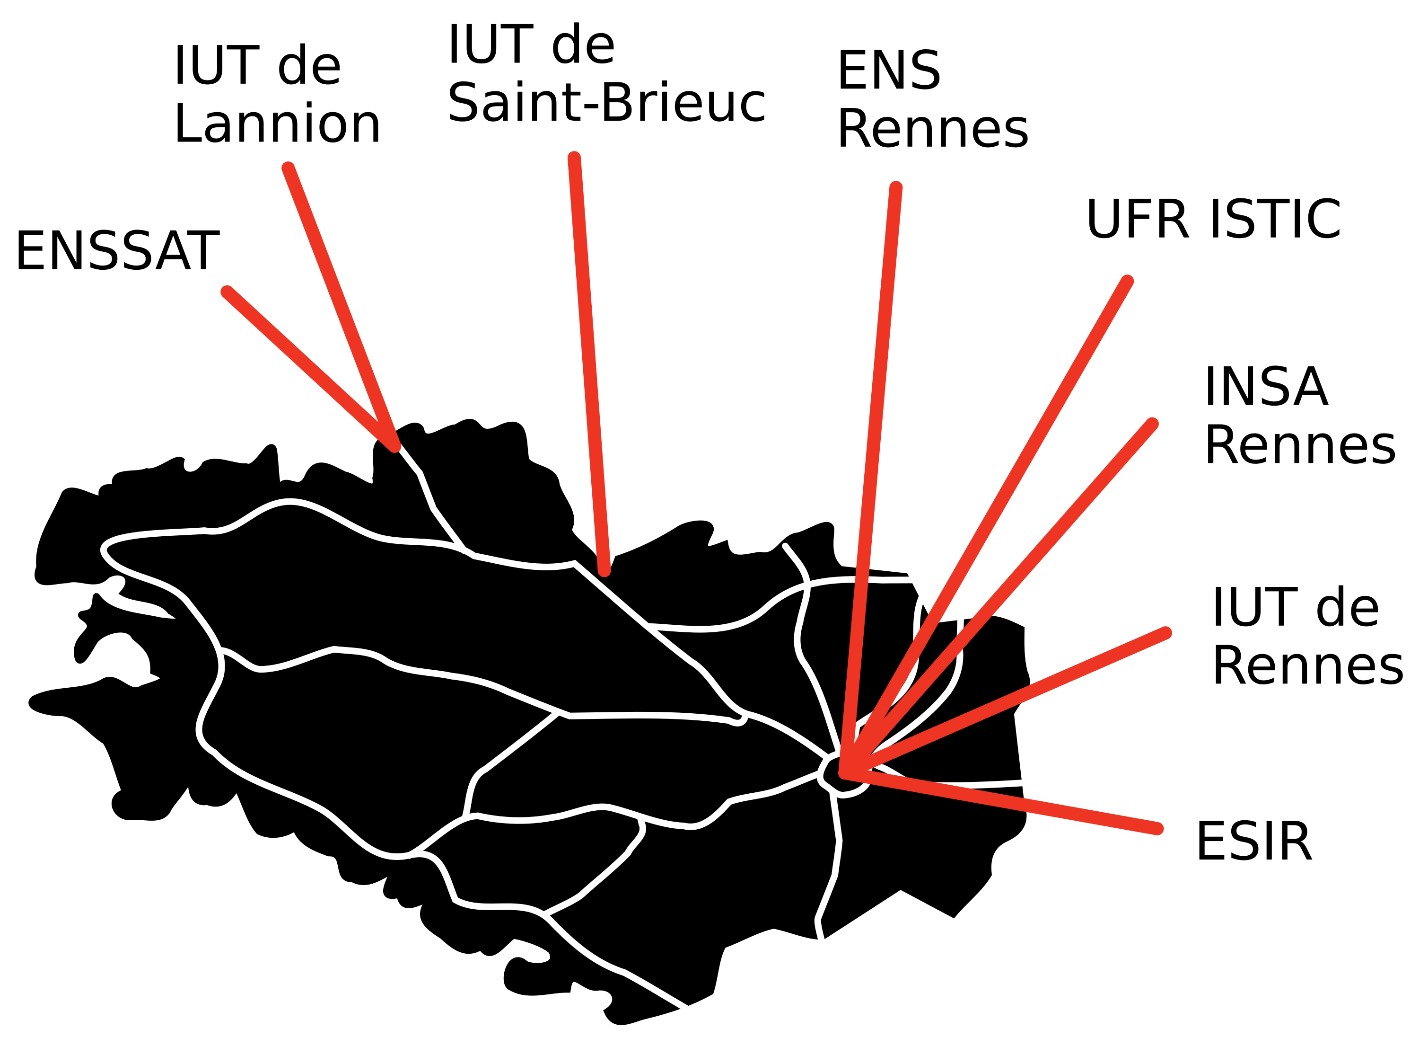 IUT de
Lannion
IUT de
Saint-Brieuc
ENS
Rennes
UFR ISTIC
ENSSAT
INSA
Rennes
IUT de
Rennes
ESIR